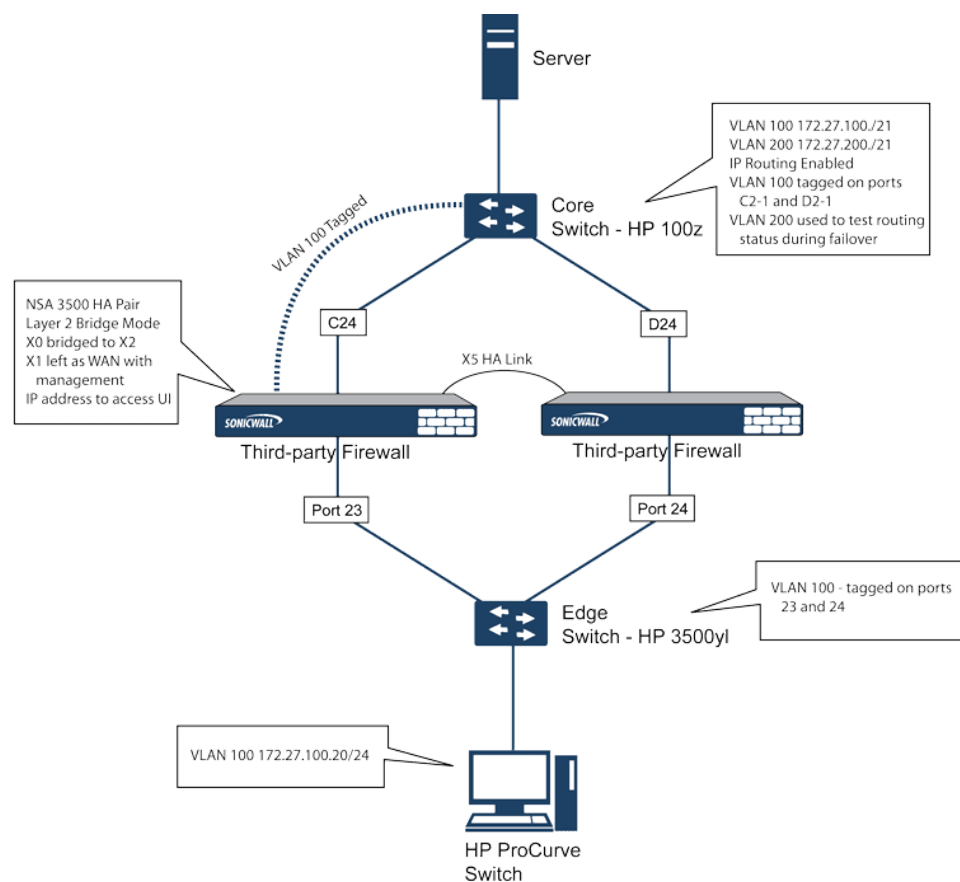 Server
VLAN 100 172.27.100./21
VLAN 200 172.27.200./21
IP Routing Enabled
VLAN 100 tagged on ports
C2-1 and D2-1
VLAN 200 used to test routing
status during failover
Core
Switch - HP 100z
VLAN 100 Tagged
NSA 3500 HA Pair
Layer 2 Bridge Mode
X0 bridged to X2
X1 left as WAN with
management
IP address to access UI
C24
D24
X5 HA Link
SONICWALL
SONICWALL
Third-party Firewall
Third-party Firewall
Port 23
Port 24
VLAN 100 - tagged on ports
23 and 24
Edge
Switch - HP 3500yl
VLAN 100 172.27.100.20/24
HP ProCurve
Switch